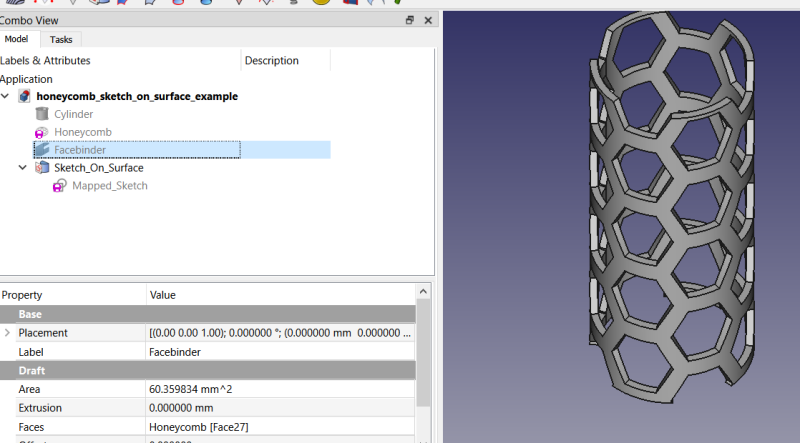 Combo View
Model Tasks
Labels & Attributes Description
Application
honeycomb_sketch_on_surface_example
Cylinder
Honeycomb
Facebinder
Sketch_On_Surface
Mapped_Sketch
Property Value
Base
Placement [(0.00 0.00 1.00); 0.000000 °; (0.000000 mm 0.000000 ...
Label Facebinder
Draft
Area 60.359834 mm^2
Extrusion 0.000000 mm
Faces Honeycomb [Face27]